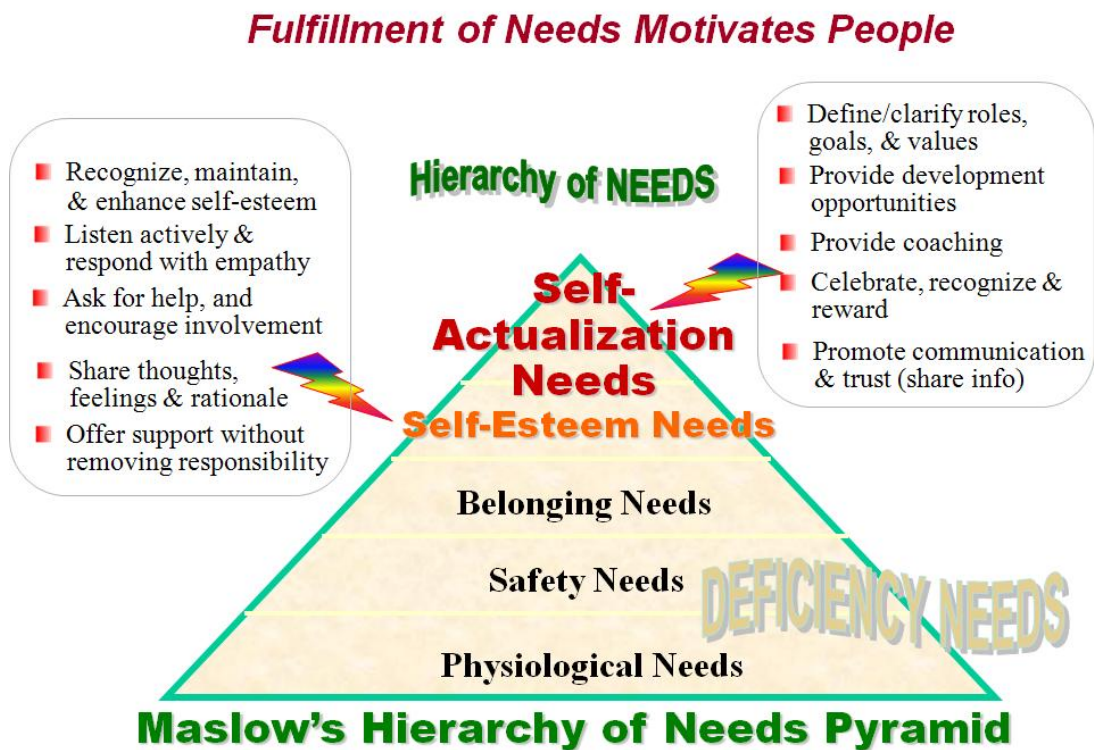 Fulfillment of Needs Motivates People
Recognize, maintain,
& enhance self-esteem
Listen actively &
respond with empathy
Ask for help, and
encourage involvement
Share thoughts,
feelings & rationale
Offer support without
removing responsibility
Hierarchy of NEEDS
Define/clarify roles,
goals, & values
Provide development
opportunities
Provide coaching
Celebrate, recognize &
reward
Promote communication
& trust (share info)
Self-
Actualization
Needs
Self-Esteem Needs
Belonging Needs
Safety Needs
DEFICIENCY NEEDS
Physiological Needs
Maslow's Hierarchy of Needs Pyramid